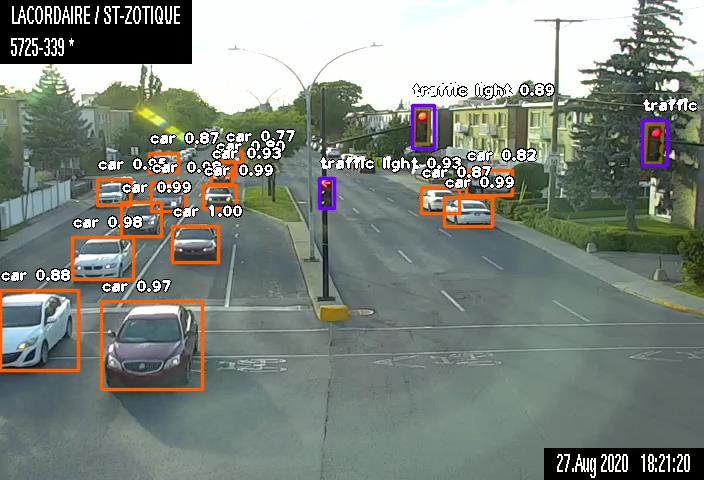 LACORDAIRE / ST-ZOTIQUE
5725-339 *
traffic light 0.89
traffic
car 0.87
car 0.77
car 0.93
car 0.99
traffic light 0.93
car 0.82
car 0.87
car 0.99
car 0.99
car 1.00
car 0.98
car 0.88
car 0.97
27.Aug 2020 18:21:20